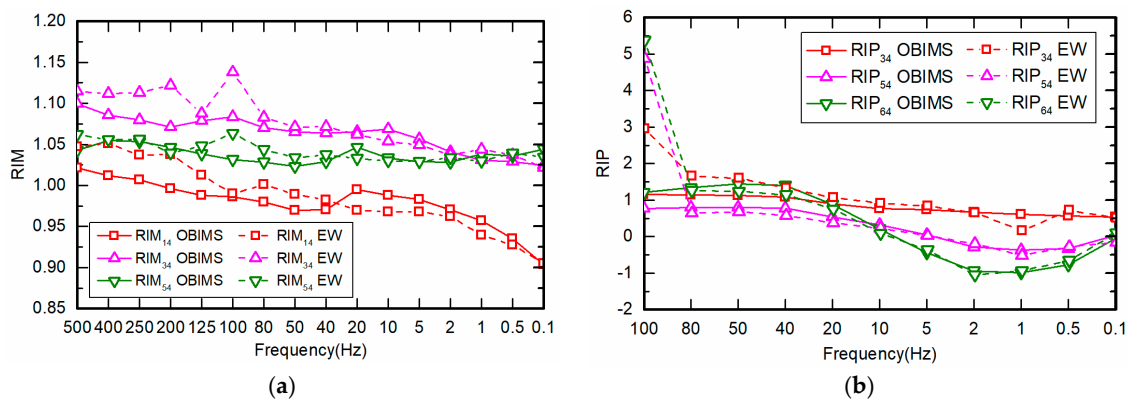 1.20
1.15
1.10
1.05
1.00
0.95
0.90
0.85
RIM
RIM14 OBIMS
RIM14 EW
RIM34 OBIMS
RIM34 EW
RIM54 OBIMS
RIM54 EW
500 400 250 200 125 100 80 50 40 20 10 5 2 1 0.5 0.1
Frequency(Hz)
(a)
6
5
4
3
2
1
0
-1
-2
RIP
RIP34 OBIMS
RIP34 EW
RIP54 OBIMS
RIP54 EW
RIP64 OBIMS
RIP64 EW
100 80 50 40 20 10 5 2 1 0.5 0.1
Frequency(Hz)
(b)